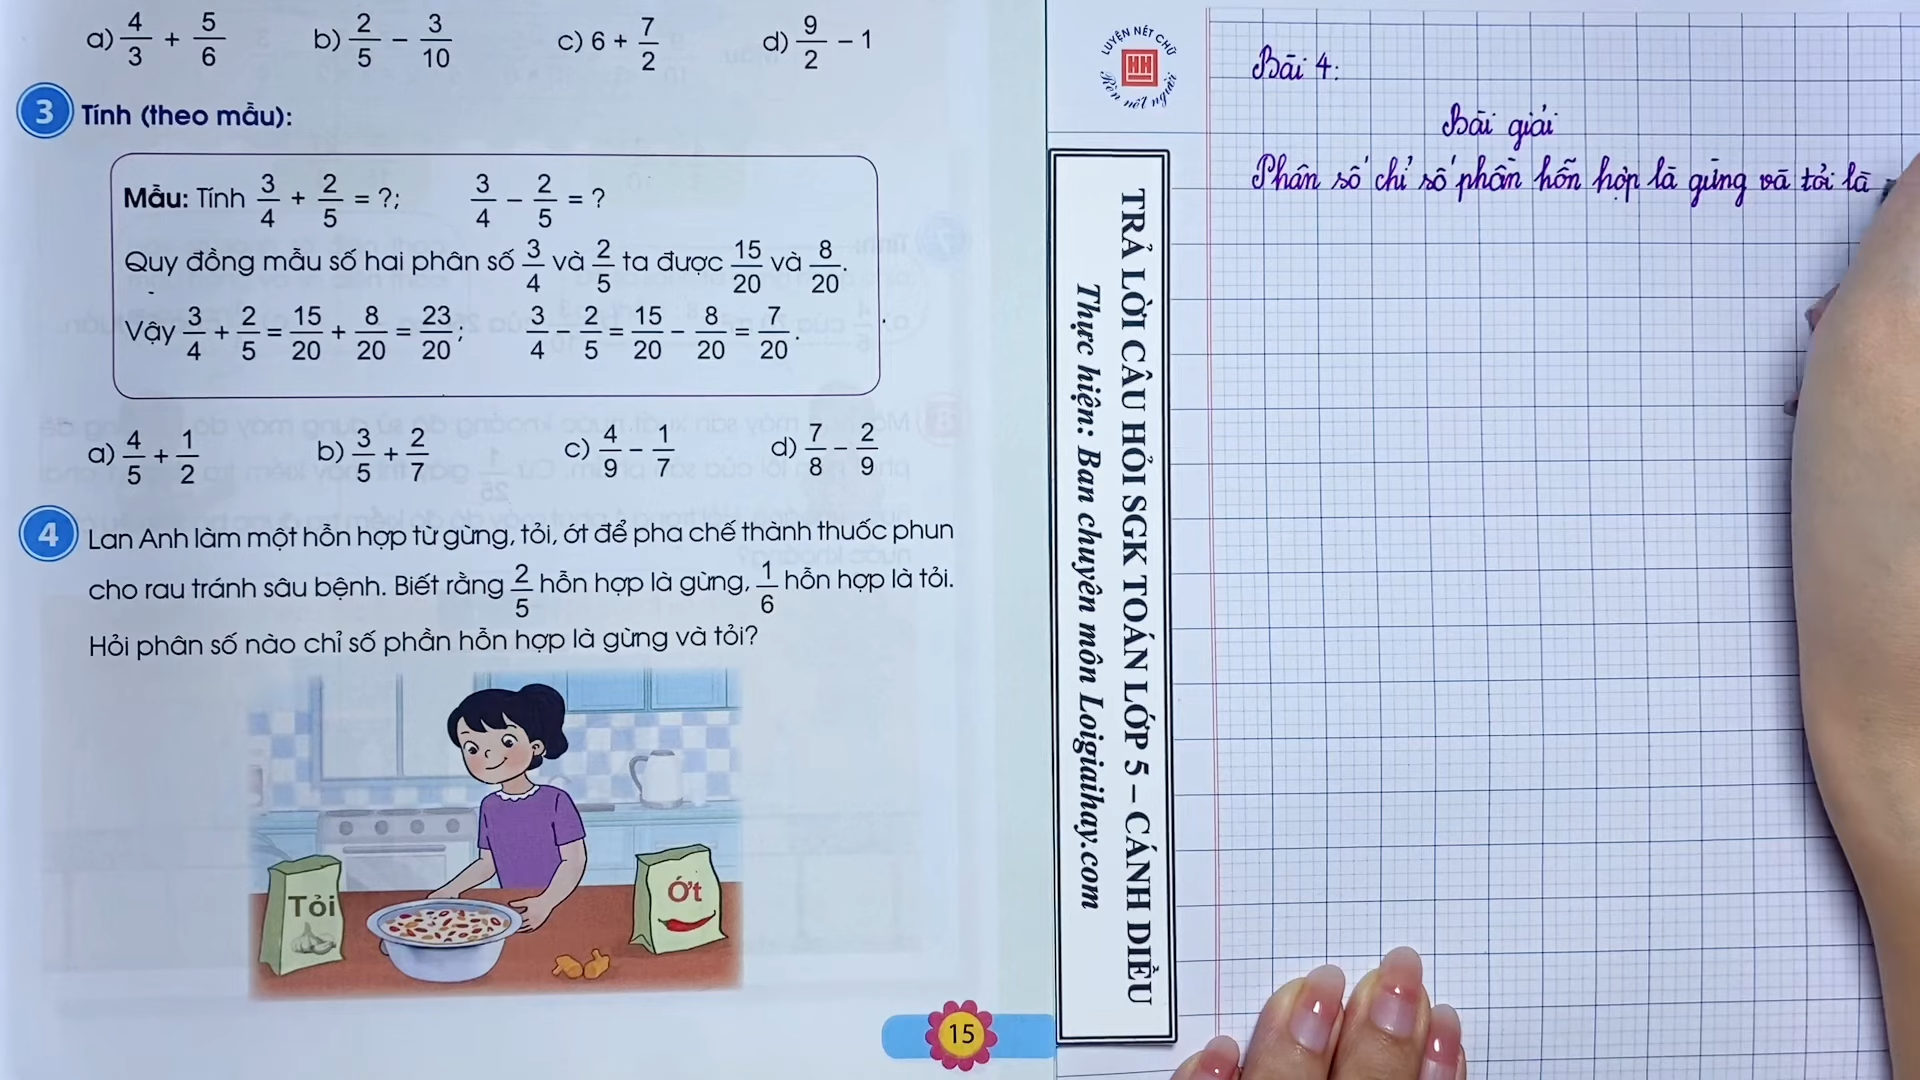 a) 4/3 + 5/6 b) 2/5 − 3/10 c) 6 + 7/2 d) 9/2 − 1
3 Tính (theo mẫu):
Mẫu: Tính 3/4 + 2/5 = ?; 3/4 − 2/5 = ?
Quy đồng mẫu số hai phân số 3/4 và 2/5 ta được 15/20 và 8/20.
Vậy 3/4 + 2/5 = 15/20 + 8/20 = 23/20; 3/4 − 2/5 = 15/20 − 8/20 = 7/20.
a) 4/5 + 1/2 b) 3/5 + 2/7 c) 4/9 − 1/7 d) 7/8 − 2/9
4 Lan Anh làm một hỗn hợp từ gừng, tỏi, ớt để pha chế thành thuốc phun
cho rau tránh sâu bệnh. Biết rằng 2/5 hỗn hợp là gừng, 1/6 hỗn hợp là tỏi.
Hỏi phân số nào chỉ số phần hỗn hợp là gừng và tỏi?
Tỏi
Ớt
15
TRẢ LỜI CÂU HỎI SGK TOÁN LỚP 5 – CÁNH DIỀU
Thực hiện: Ban chuyên môn Loigiaihay.com
LUYỆN NÉT CHỮ
HH
Rèn nết người
Bài 4:
Bài giải
Phân số chỉ số phần hỗn hợp là gừng và tỏi là